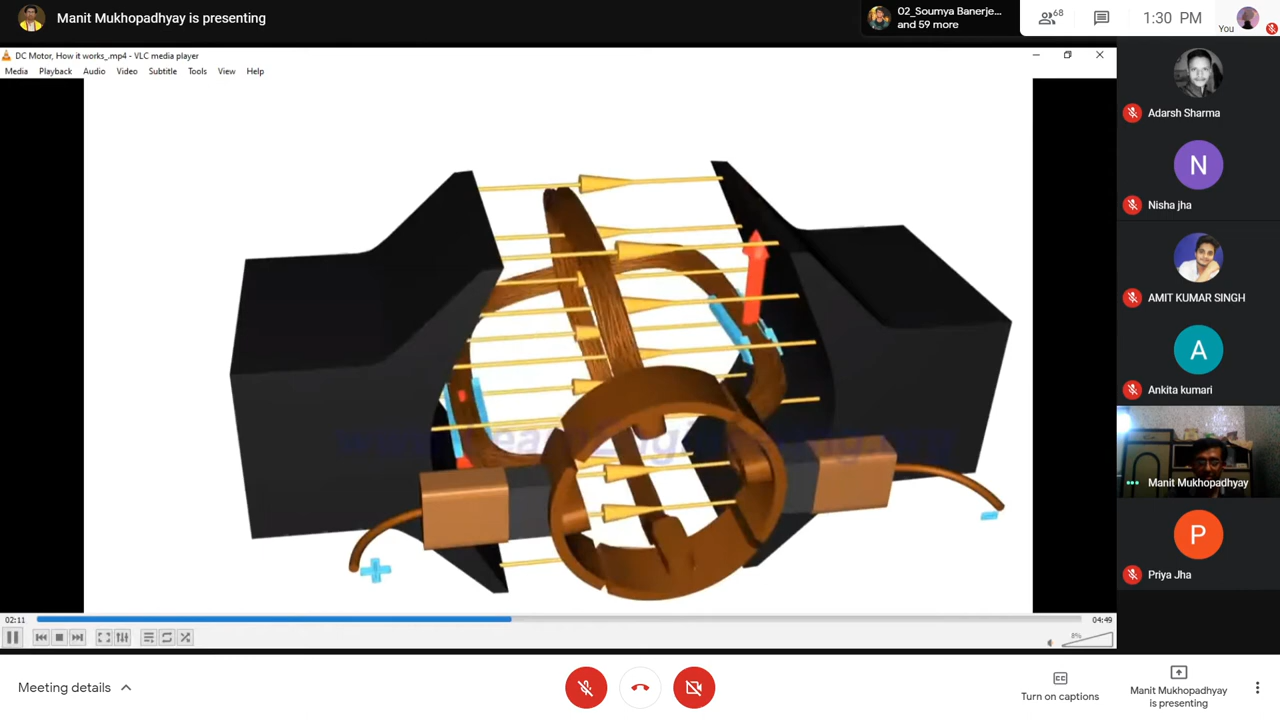 Manit Mukhopadhyay is presenting
02_Soumya Banerje...
and 59 more
68
1:30 PM
You
DC Motor, How it works_.mp4 - VLC media player
Media Playback Audio Video Subtitle Tools View Help
Adarsh Sharma
N
Nisha jha
AMIT KUMAR SINGH
A
Ankita kumari
Manit Mukhopadhyay
P
Priya Jha
02:11
04:49
8%
Meeting details
CC
Turn on captions
Manit Mukhopadhyay
is presenting